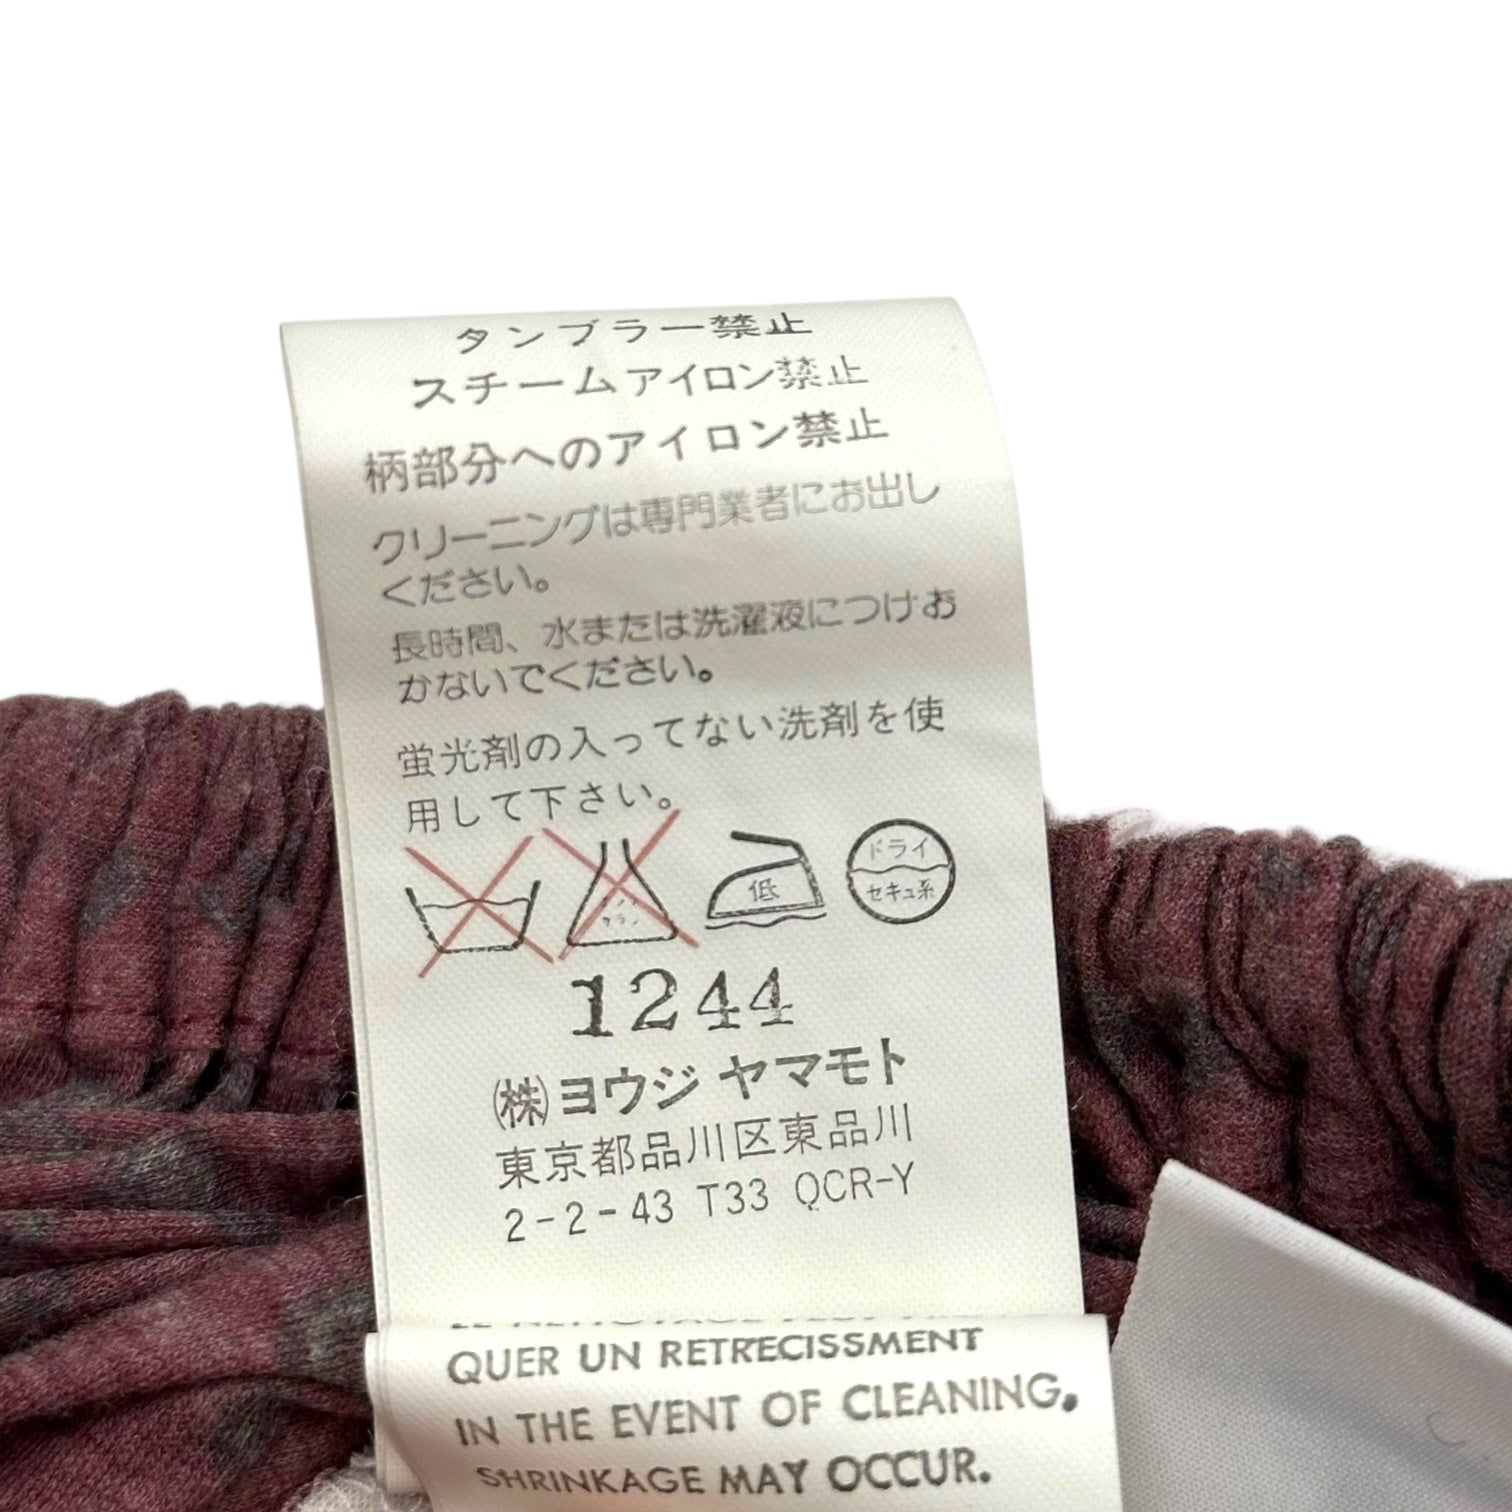 タンブラー禁止
スチームアイロン禁止
柄部分へのアイロン禁止
クリーニングは専門業者にお出し
ください。
長時間、水または洗濯液につけお
かないでください。
蛍光剤の入ってない洗剤を使
用して下さい。
低
ドライ
セキユ系
1244
(株)ヨウジ ヤマモト
東京都品川区東品川
2-2-43 T33 QCR-Y
QUER UN RETRECISSMENT
IN THE EVENT OF CLEANING,
SHRINKAGE MAY OCCUR.